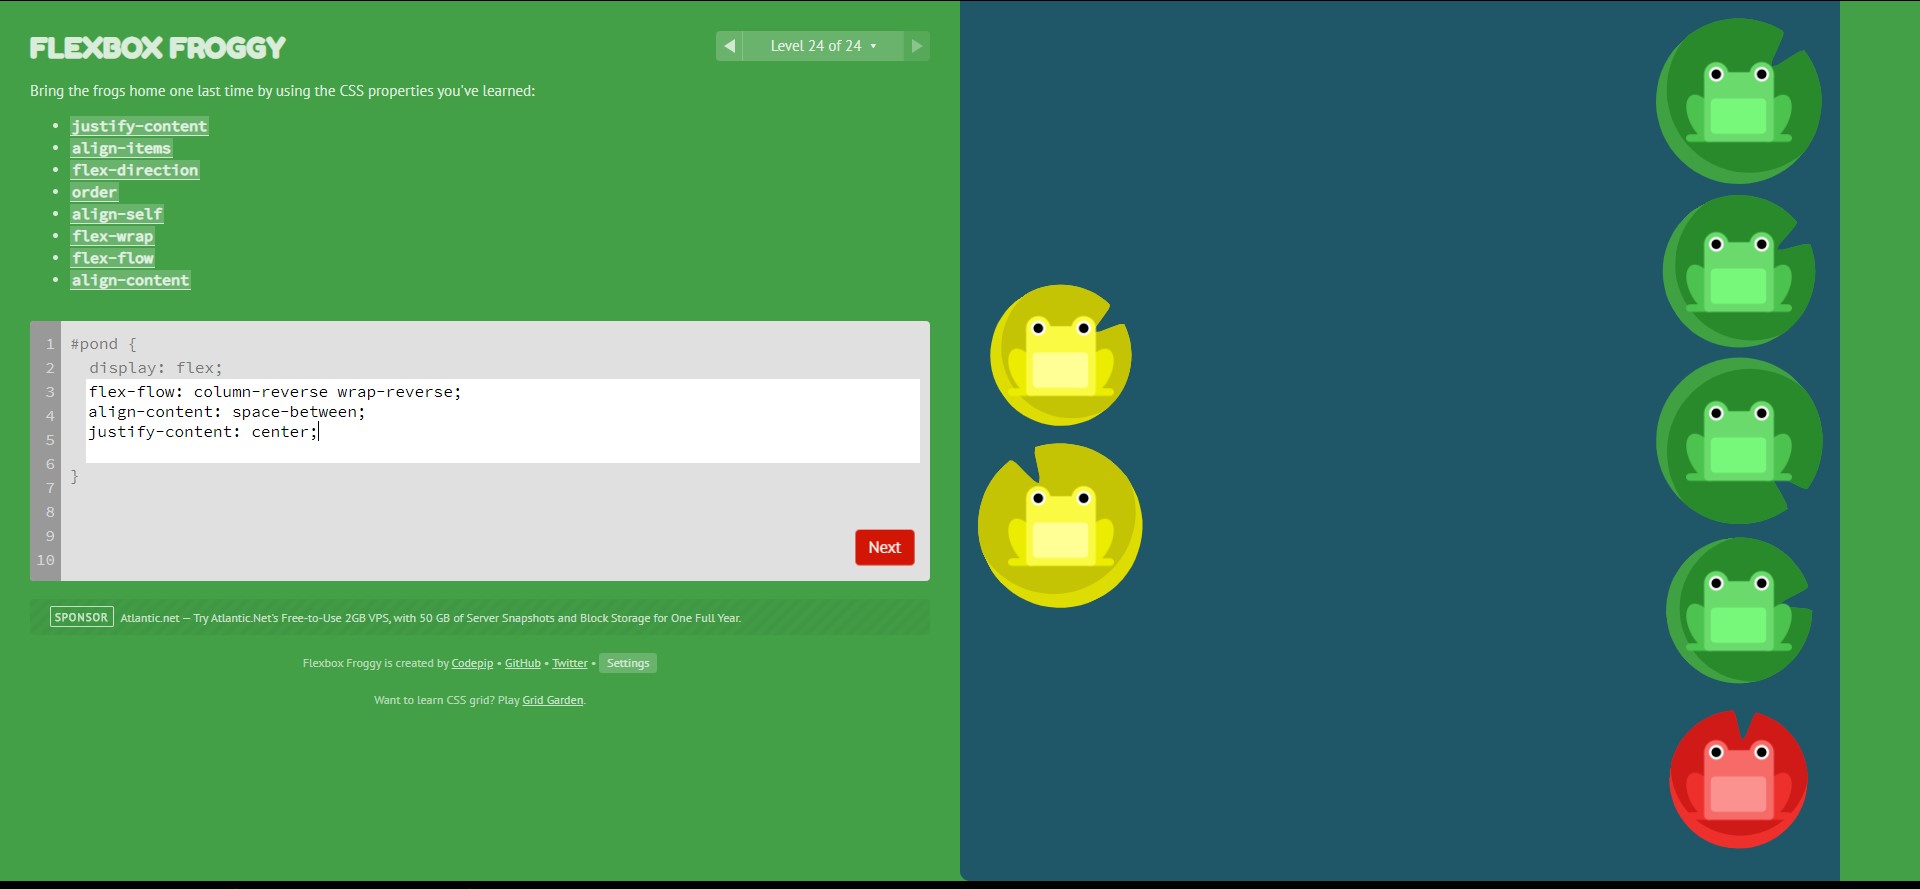 FLEXBOX FROGGY
Level 24 of 24
Bring the frogs home one last time by using the CSS properties you've learned:
• justify-content
• align-items
• flex-direction
• order
• align-self
• flex-wrap
• flex-flow
• align-content
1 #pond {
2 display: flex;
3 flex-flow: column-reverse wrap-reverse;
4 align-content: space-between;
5 justify-content: center;
6
7 }
8
9
10
Next
SPONSOR Atlantic.net — Try Atlantic.Net's Free-to-Use 2GB VPS, with 50 GB of Server Snapshots and Block Storage for One Full Year.
Flexbox Froggy is created by Codepip • GitHub • Twitter • Settings
Want to learn CSS grid? Play Grid Garden.